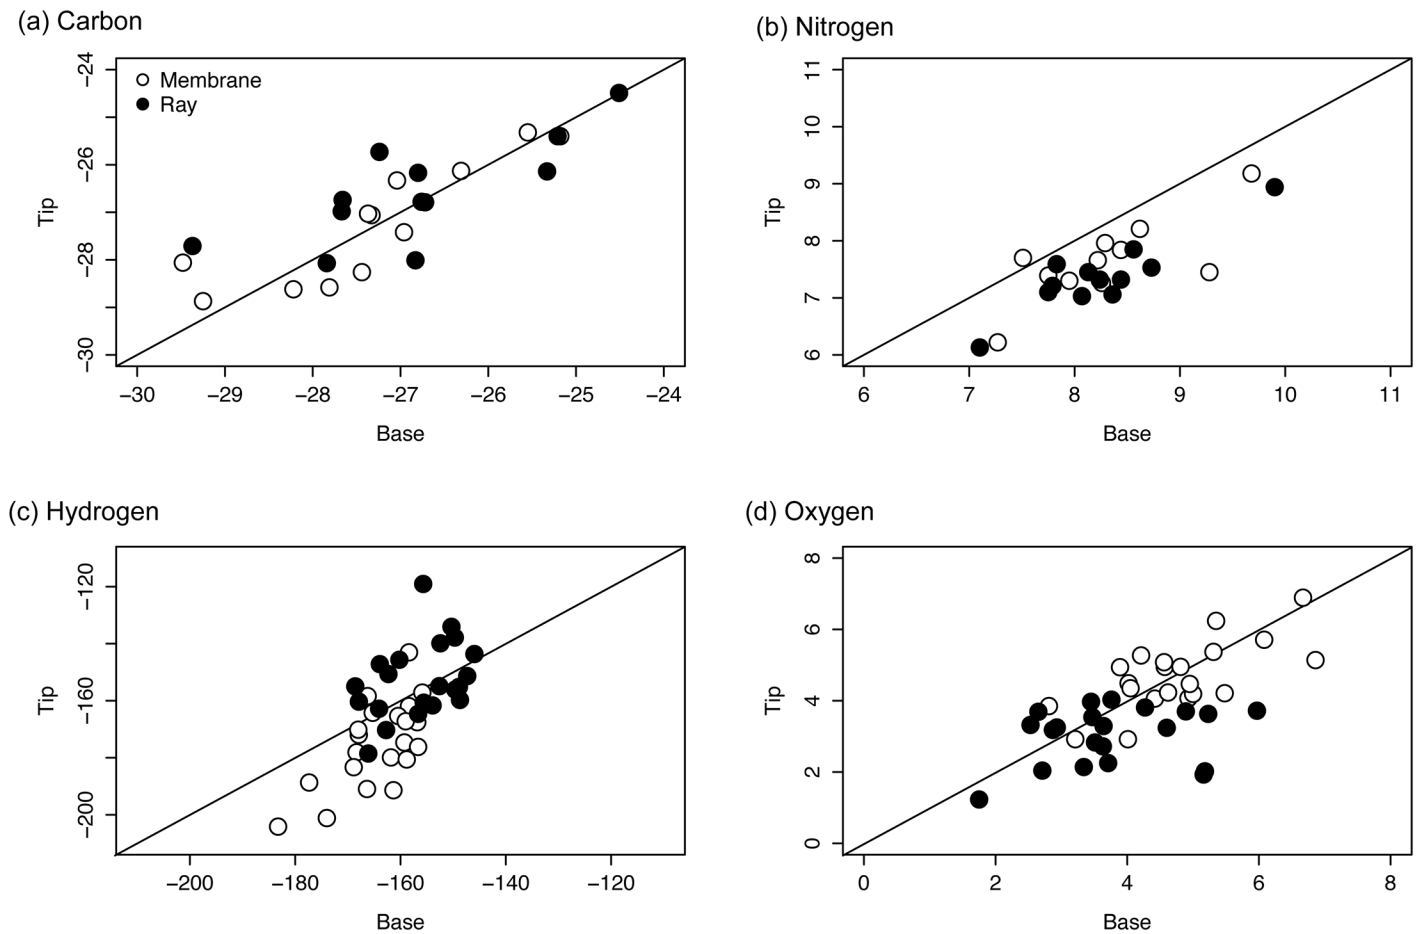 (a) Carbon
(b) Nitrogen
Membrane
Ray
Tip
−24
−26
−28
−30
−30 −29 −28 −27 −26 −25 −24
Base
Tip
11
10
9
8
7
6
6 7 8 9 10 11
Base
(c) Hydrogen
(d) Oxygen
Tip
−120
−160
−200
−200 −180 −160 −140 −120
Base
Tip
8
6
4
2
0
0 2 4 6 8
Base